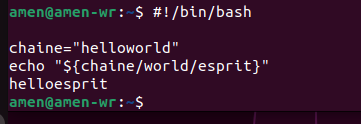 amen@amen-wr:~$ #!/bin/bash
chaine="helloworld"
echo "${chaine/world/esprit}"
helloesprit
amen@amen-wr:~$